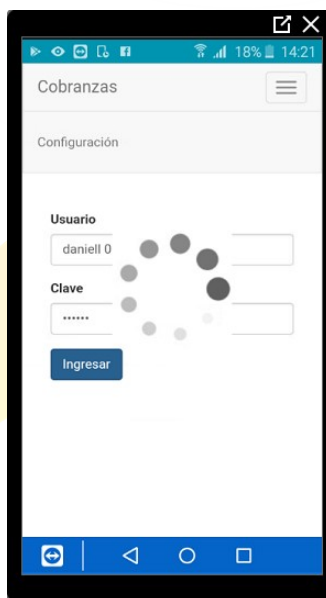 18% 14:21
Cobranzas
Configuración
Usuario
daniell 0
Clave
••••••
Ingresar